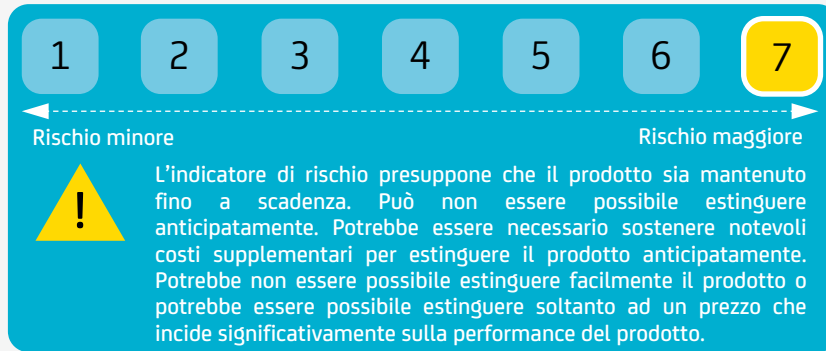 1 2 3 4 5 6 7
Rischio minore Rischio maggiore
!
L'indicatore di rischio presuppone che il prodotto sia mantenuto
fino a scadenza. Può non essere possibile estinguere
anticipatamente. Potrebbe essere necessario sostenere notevoli
costi supplementari per estinguere il prodotto anticipatamente.
Potrebbe non essere possibile estinguere facilmente il prodotto o
potrebbe essere possibile estinguere soltanto ad un prezzo che
incide significativamente sulla performance del prodotto.